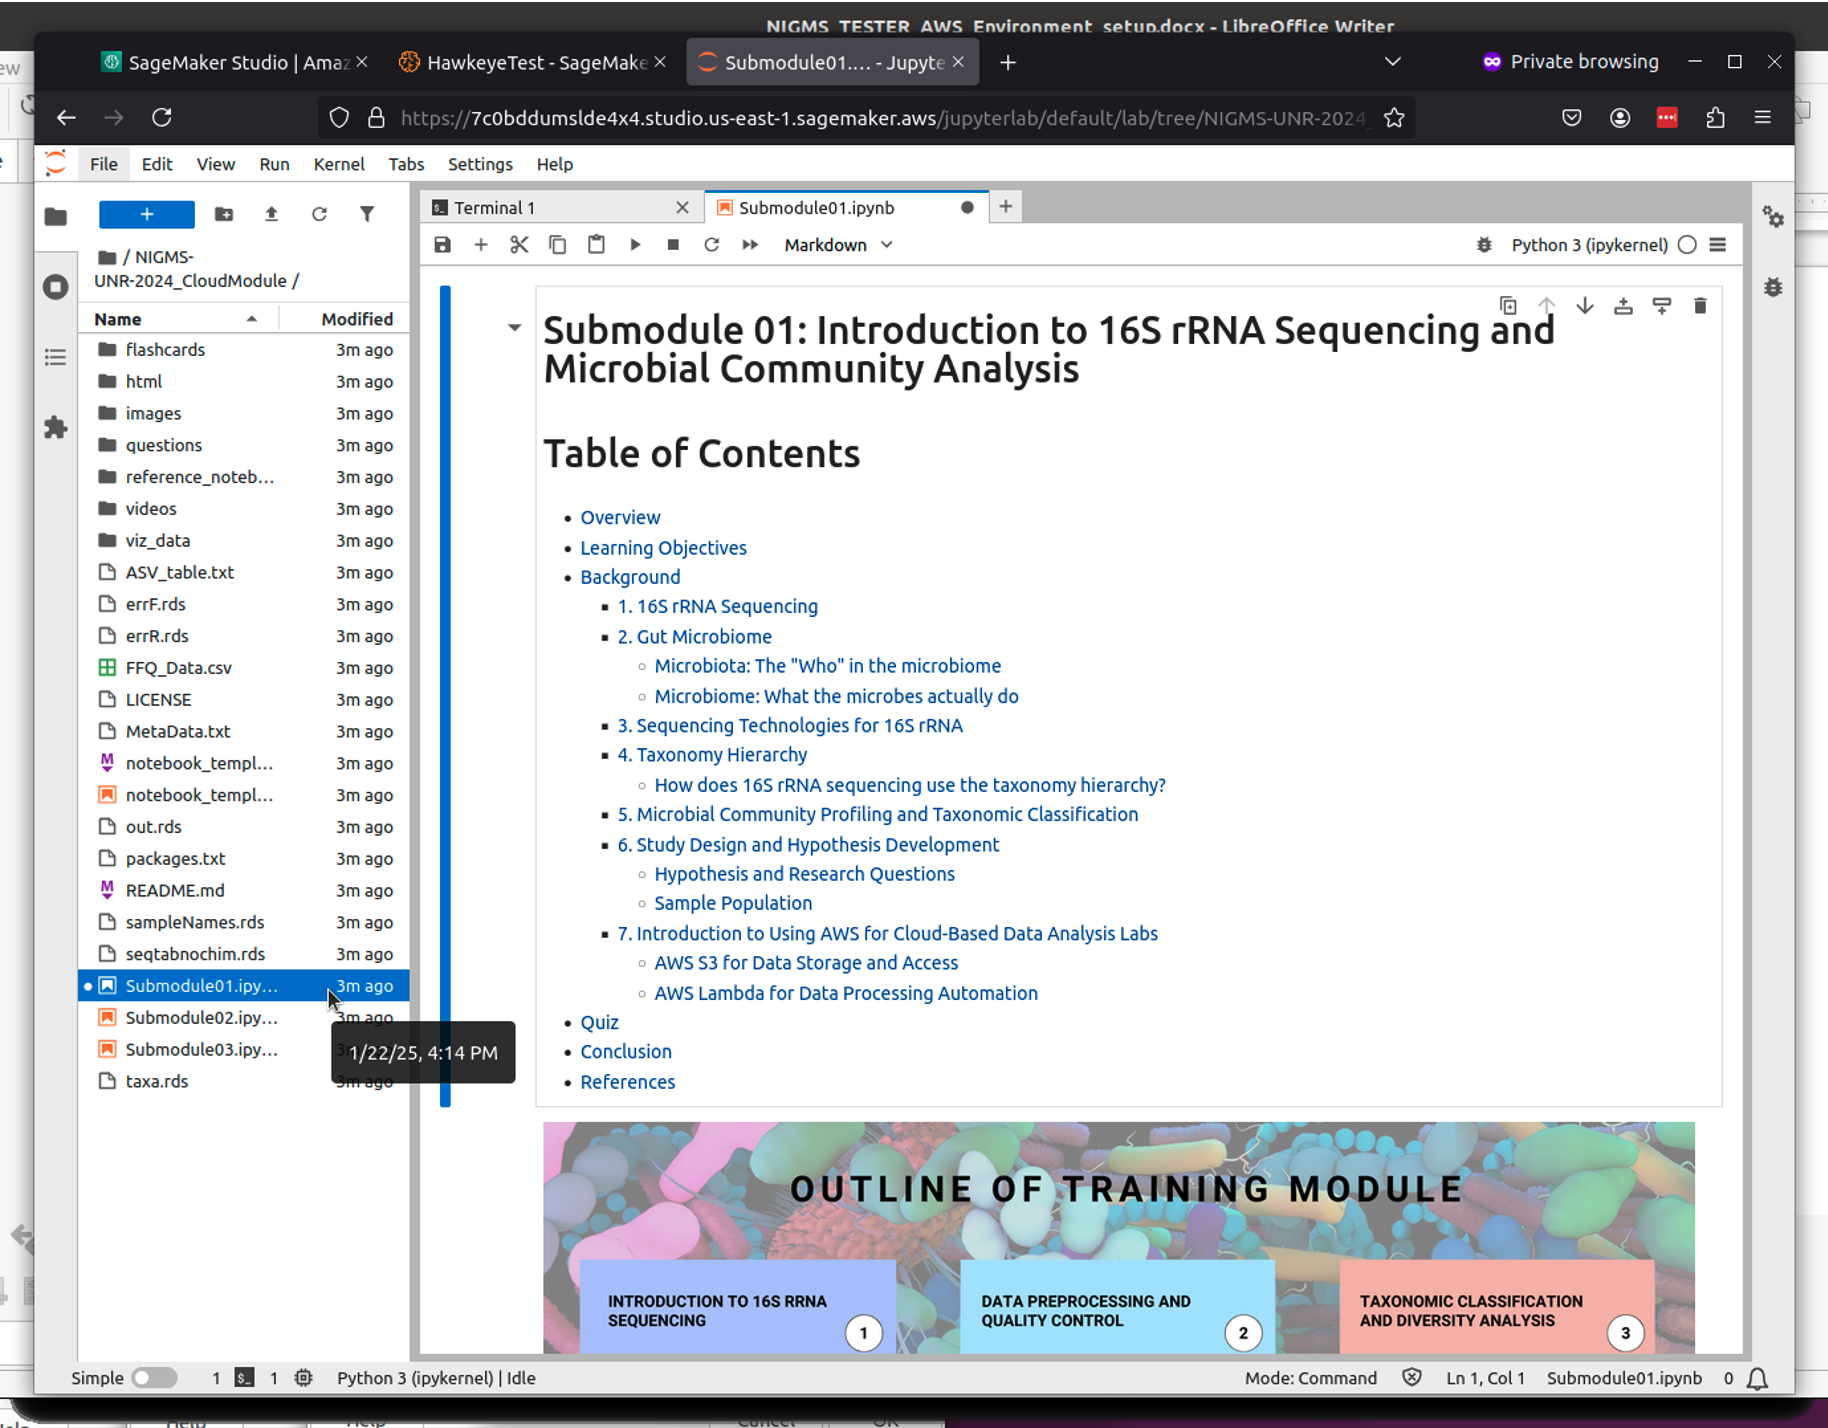 NIGMS_TESTER_AWS_Environment_setup.docx - LibreOffice Writer
SageMaker Studio | Amaz
HawkeyeTest - SageMake
Submodule01.... - Jupyte
Private browsing
https://7c0bddumslde4x4.studio.us-east-1.sagemaker.aws/jupyterlab/default/lab/tree/NIGMS-UNR-2024_
File Edit View Run Kernel Tabs Settings Help
Terminal 1
Submodule01.ipynb
Markdown
Python 3 (ipykernel)
/ NIGMS-
UNR-2024_CloudModule /
Name Modified
flashcards 3m ago
html 3m ago
images 3m ago
questions 3m ago
reference_noteb... 3m ago
videos 3m ago
viz_data 3m ago
ASV_table.txt 3m ago
errF.rds 3m ago
errR.rds 3m ago
FFQ_Data.csv 3m ago
LICENSE 3m ago
MetaData.txt 3m ago
notebook_templ... 3m ago
notebook_templ... 3m ago
out.rds 3m ago
packages.txt 3m ago
README.md 3m ago
sampleNames.rds 3m ago
seqtabnochim.rds 3m ago
Submodule01.ipy... 3m ago
Submodule02.ipy... 3m ago
Submodule03.ipy...
1/22/25, 4:14 PM
taxa.rds 3m ago
Submodule 01: Introduction to 16S rRNA Sequencing and
Microbial Community Analysis
Table of Contents
• Overview
• Learning Objectives
• Background
▪ 1. 16S rRNA Sequencing
▪ 2. Gut Microbiome
◦ Microbiota: The "Who" in the microbiome
◦ Microbiome: What the microbes actually do
▪ 3. Sequencing Technologies for 16S rRNA
▪ 4. Taxonomy Hierarchy
◦ How does 16S rRNA sequencing use the taxonomy hierarchy?
▪ 5. Microbial Community Profiling and Taxonomic Classification
▪ 6. Study Design and Hypothesis Development
◦ Hypothesis and Research Questions
◦ Sample Population
▪ 7. Introduction to Using AWS for Cloud-Based Data Analysis Labs
◦ AWS S3 for Data Storage and Access
◦ AWS Lambda for Data Processing Automation
• Quiz
• Conclusion
• References
OUTLINE OF TRAINING MODULE
INTRODUCTION TO 16S RRNA
SEQUENCING
1
DATA PREPROCESSING AND
QUALITY CONTROL
2
TAXONOMIC CLASSIFICATION
AND DIVERSITY ANALYSIS
3
Simple 1 1 Python 3 (ipykernel) | Idle
Mode: Command Ln 1, Col 1 Submodule01.ipynb 0